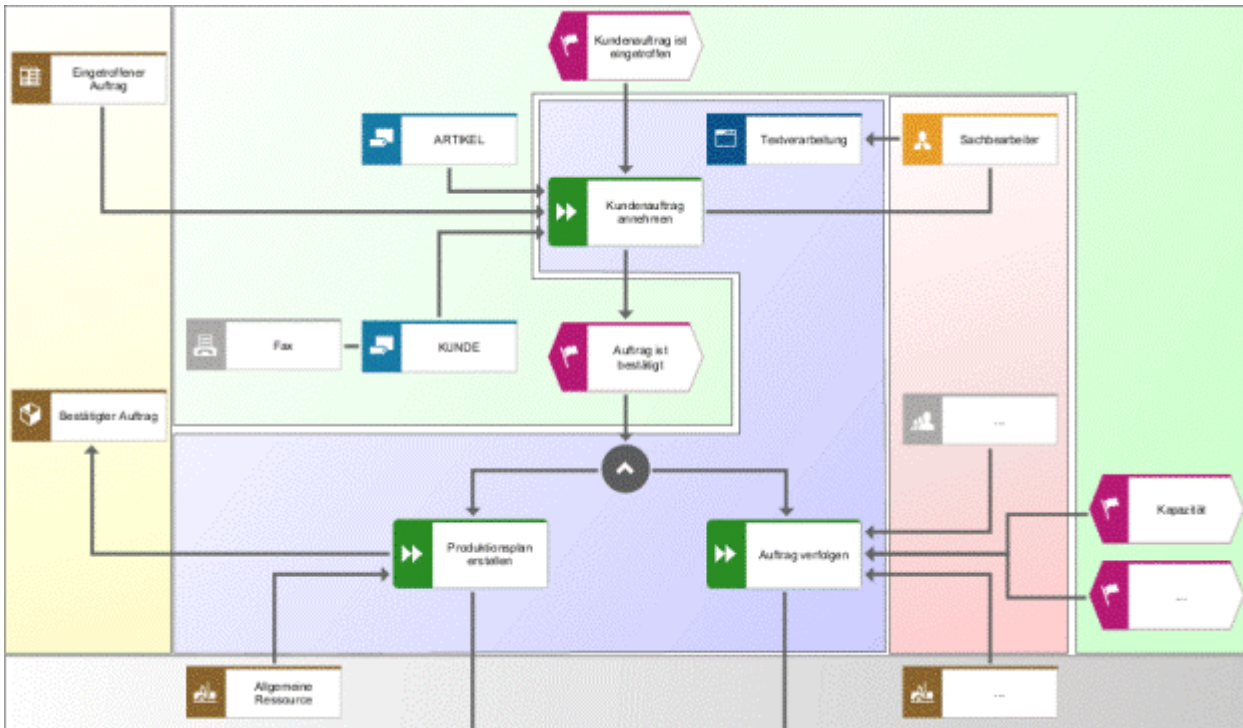 Kundenauftrag ist
eingetroffen
Eingetroffener
Auftrag
ARTIKEL
Textverarbeitung
Sachbearbeiter
Kundenauftrag
annehmen
Fax
KUNDE
Auftrag ist
bestätigt
Bestätigter Auftrag
...
Kapazität
Produktionsplan
erstellen
Auftrag verfolgen
...
Allgemeine
Ressource
...